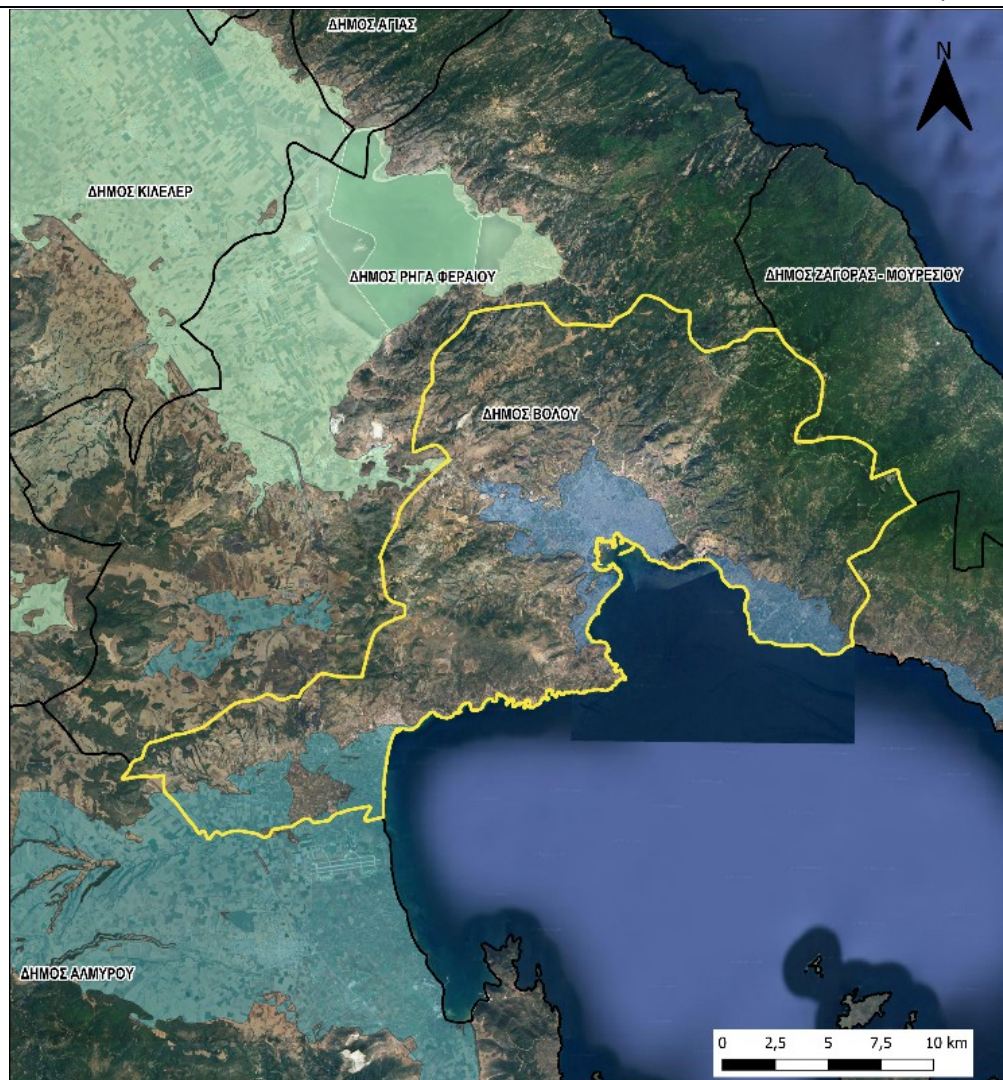 ΔΗΜΟΣ ΑΓΙΑΣ
N
ΔΗΜΟΣ ΚΙΛΕΛΕΡ
ΔΗΜΟΣ ΡΗΓΑ ΦΕΡΑΙΟΥ
ΔΗΜΟΣ ΖΑΓΟΡΑΣ - ΜΟΥΡΕΣΙΟΥ
ΔΗΜΟΣ ΒΟΛΟΥ
ΔΗΜΟΣ ΑΛΜΥΡΟΥ
0 2,5 5 7,5 10 km